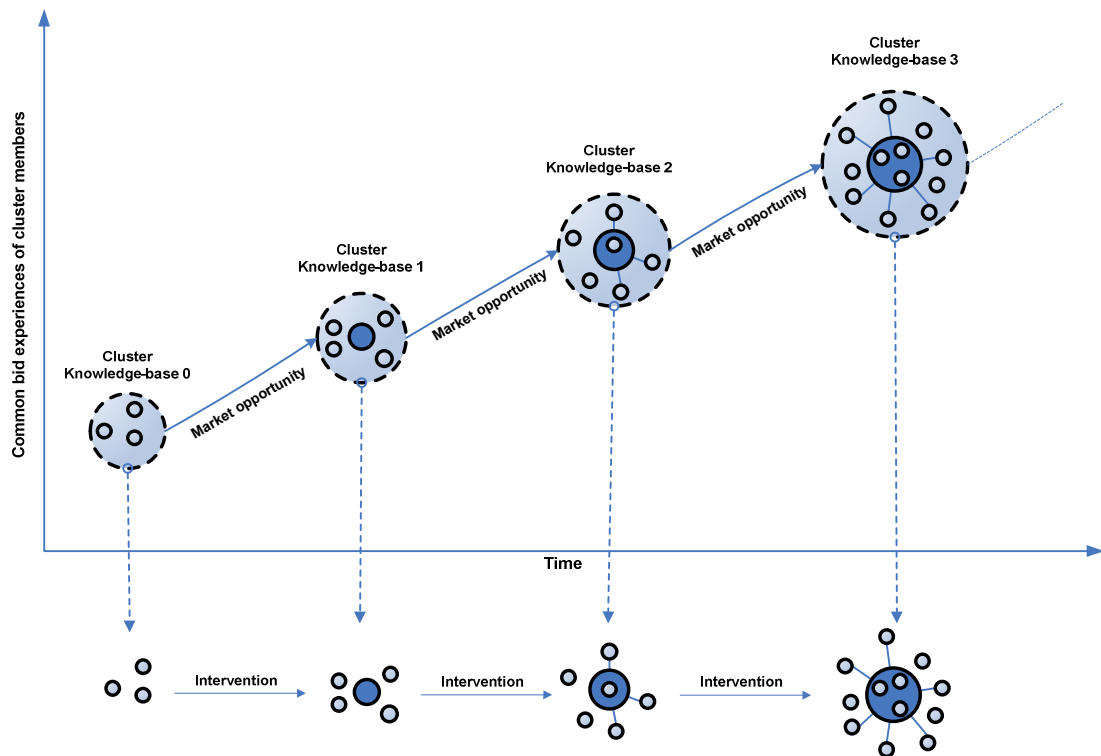 Cluster
Knowledge-base 3
Cluster
Knowledge-base 2
Cluster
Knowledge-base 1
Cluster
Knowledge-base 0
Market opportunity
Market opportunity
Market opportunity
Common bid experiences of cluster members
Time
Intervention
Intervention
Intervention